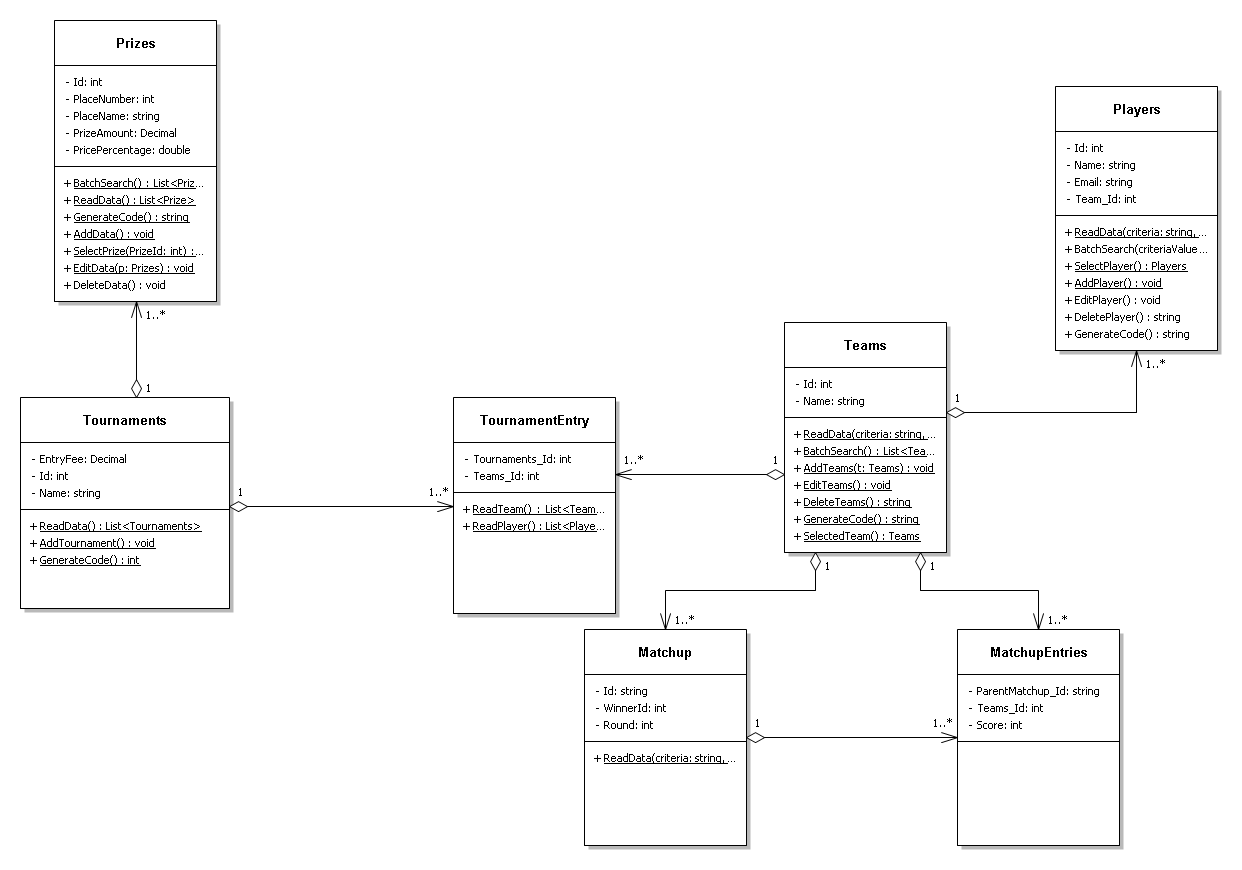 Prizes
- Id: int
- PlaceNumber: int
- PlaceName: string
- PrizeAmount: Decimal
- PricePercentage: double
+ BatchSearch() : List<Priz...
+ ReadData() : List<Prize>
+ GenerateCode() : string
+ AddData() : void
+ SelectPrize(PrizeId: int) :...
+ EditData(p: Prizes) : void
+ DeleteData() : void
1..*
1
Players
- Id: int
- Name: string
- Email: string
- Team_Id: int
+ ReadData(criteria: string, ...
+ BatchSearch(criteriaValue...
+ SelectPlayer() : Players
+ AddPlayer() : void
+ EditPlayer() : void
+ DeletePlayer() : string
+ GenerateCode() : string
1..*
Teams
- Id: int
- Name: string
+ ReadData(criteria: string, ...
+ BatchSearch() : List<Tea...
+ AddTeams(t: Teams) : void
+ EditTeams() : void
+ DeleteTeams() : string
+ GenerateCode() : string
+ SelectedTeam() : Teams
1
1
1
1
Tournaments
- EntryFee: Decimal
- Id: int
- Name: string
+ ReadData() : List<Tournaments>
+ AddTournament() : void
+ GenerateCode() : int
1
1..*
TournamentEntry
- Tournaments_Id: int
- Teams_Id: int
+ ReadTeam() : List<Team...
+ ReadPlayer() : List<Playe...
1..*
1..*
1..*
Matchup
- Id: string
- WinnerId: int
- Round: int
+ ReadData(criteria: string, ...
1
1..*
MatchupEntries
- ParentMatchup_Id: string
- Teams_Id: int
- Score: int